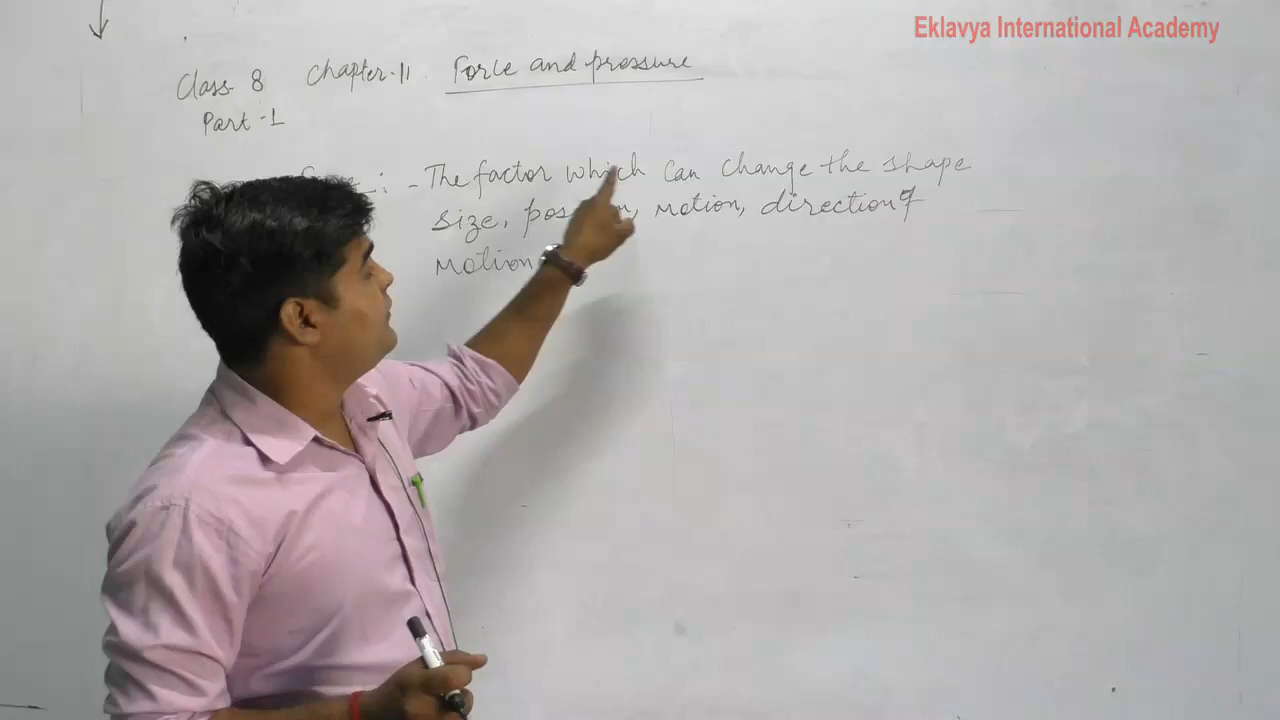 Eklavya International Academy
Class-8 Chapter-11 Force and pressure
Part-1
:- The factor which can change the shape
size, motion, direction of
Motion